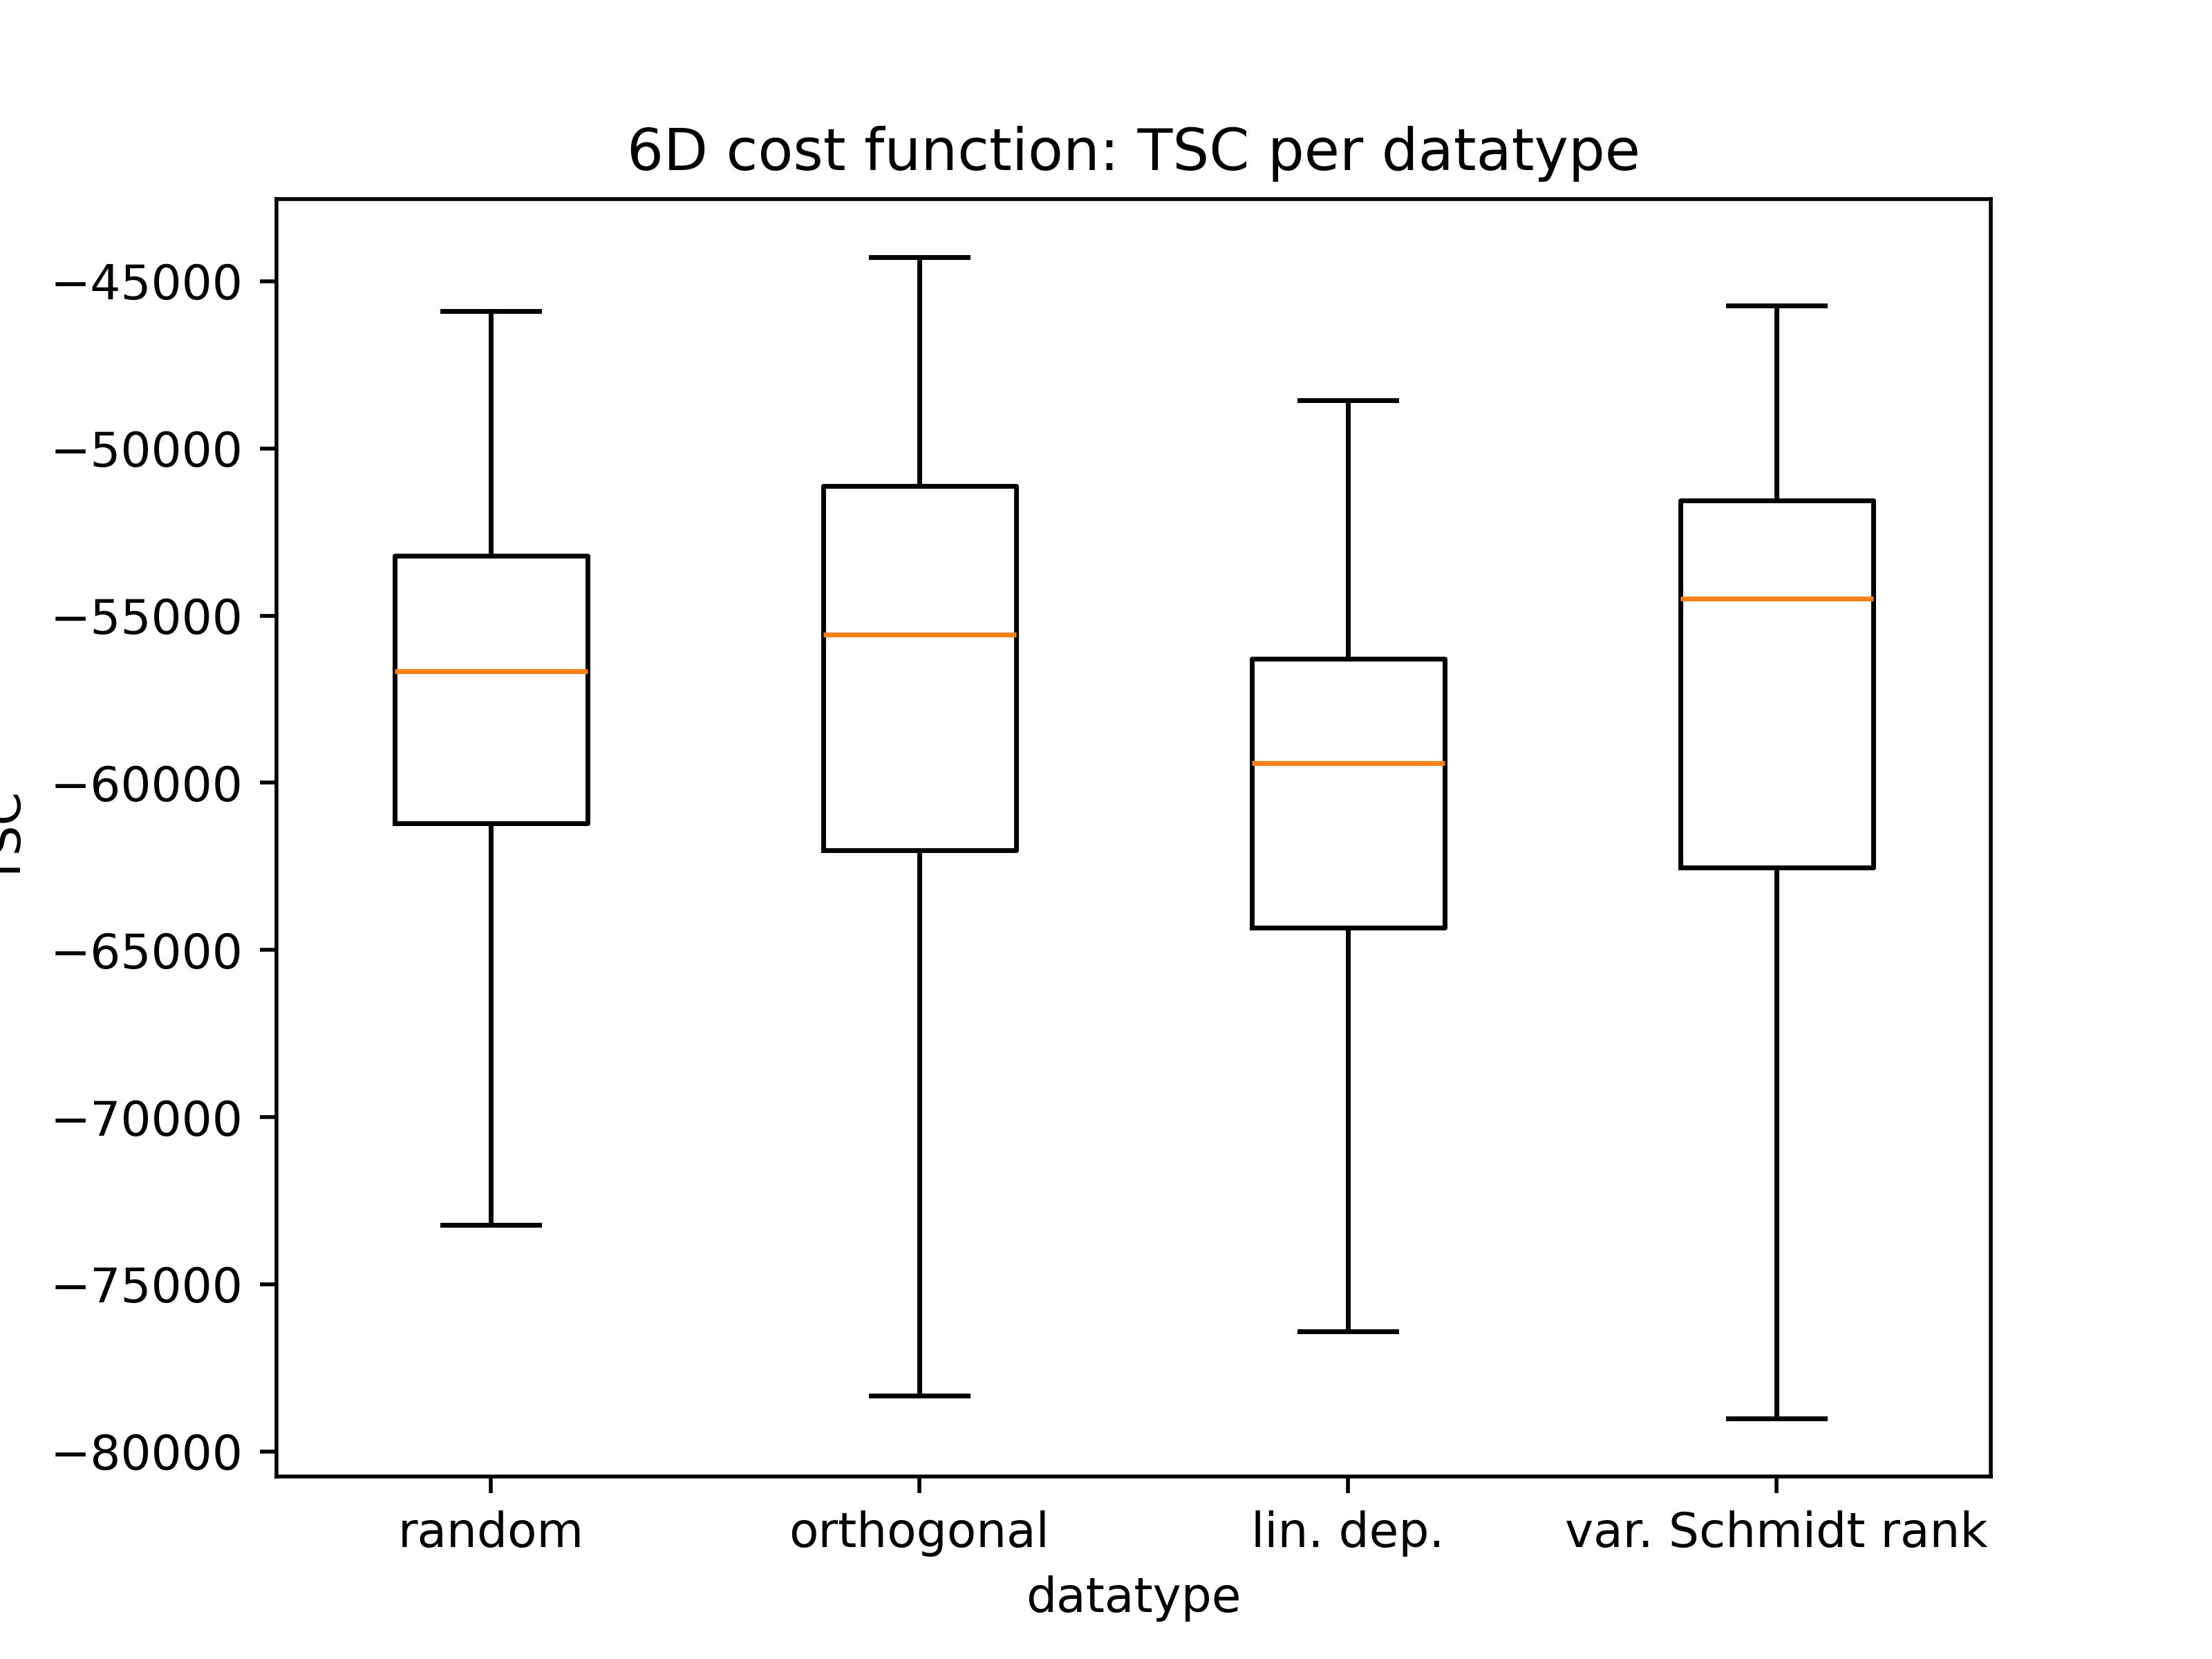 6D cost function: TSC per datatype
−45000
−50000
−55000
−60000
−65000
−70000
−75000
−80000
random orthogonal lin. dep. var. Schmidt rank
datatype